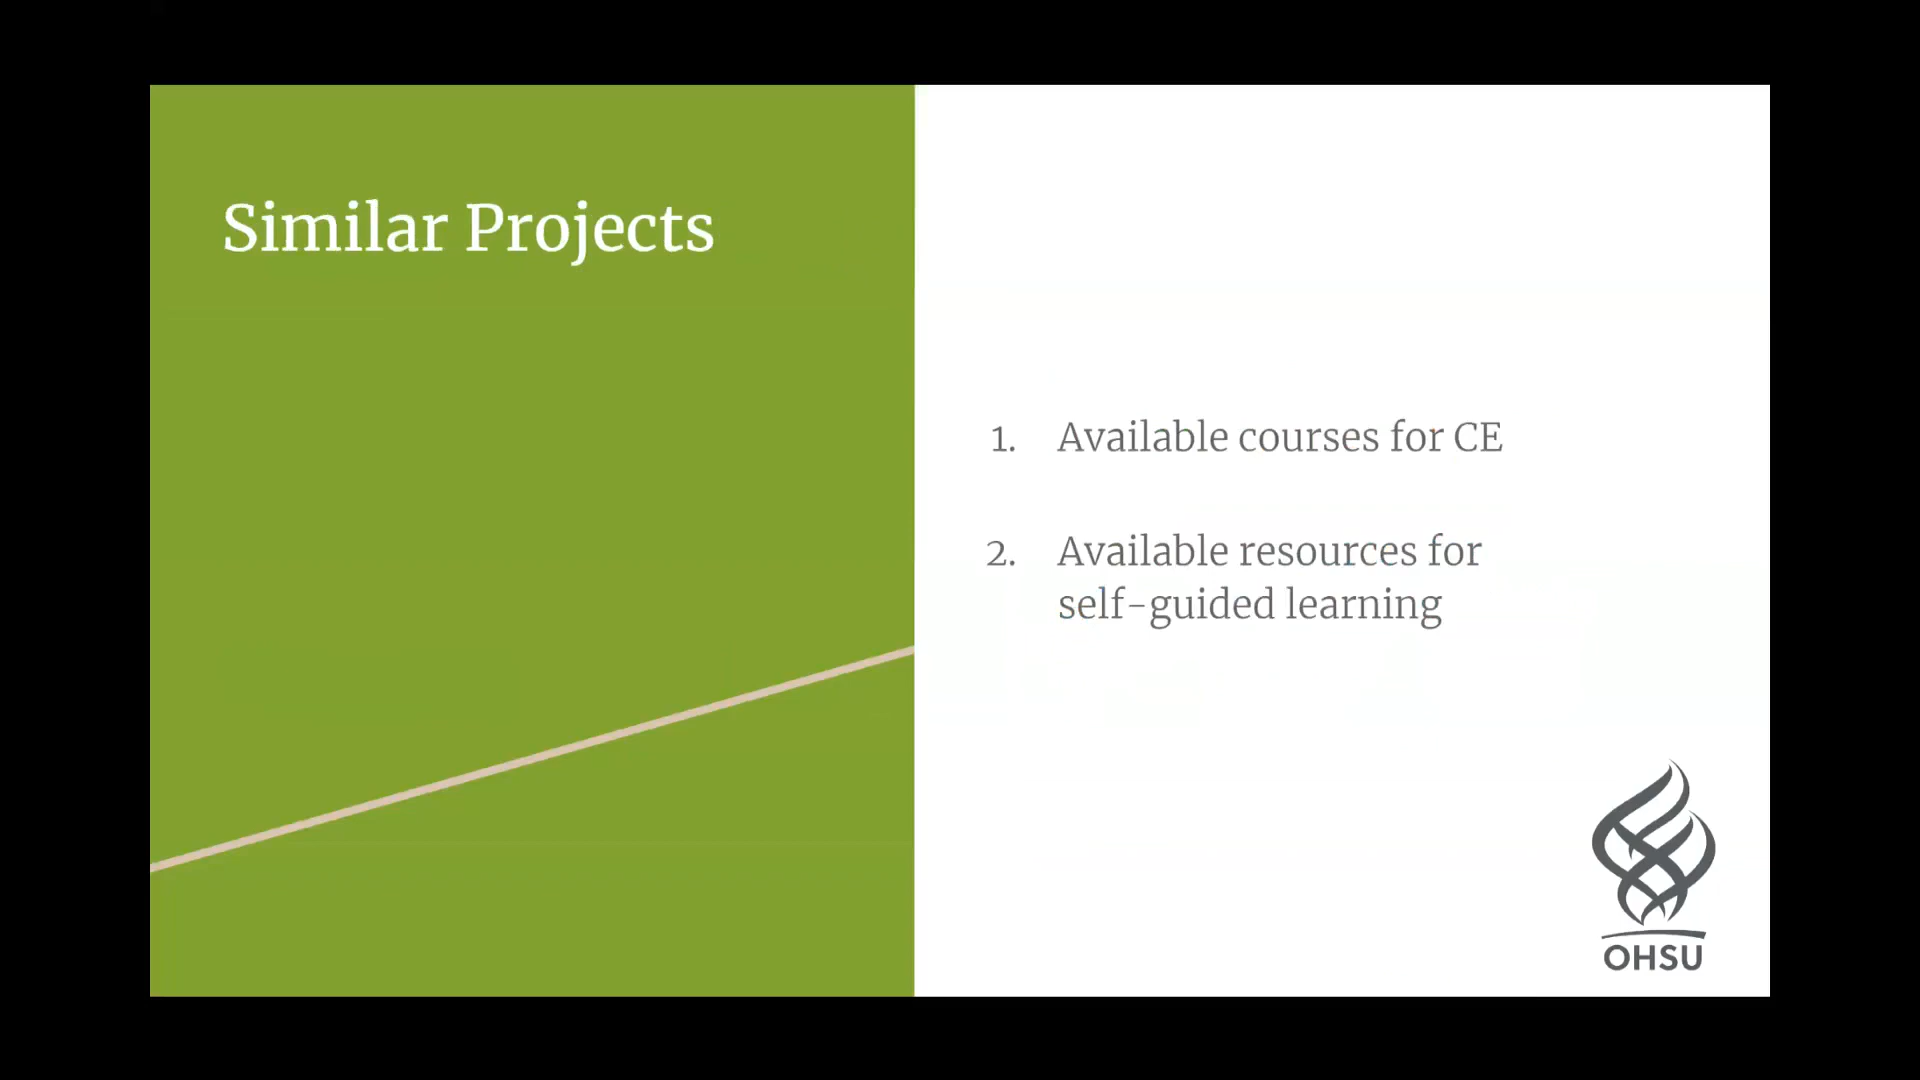 Similar Projects
1. Available courses for CE
2. Available resources for
self-guided learning
OHSU